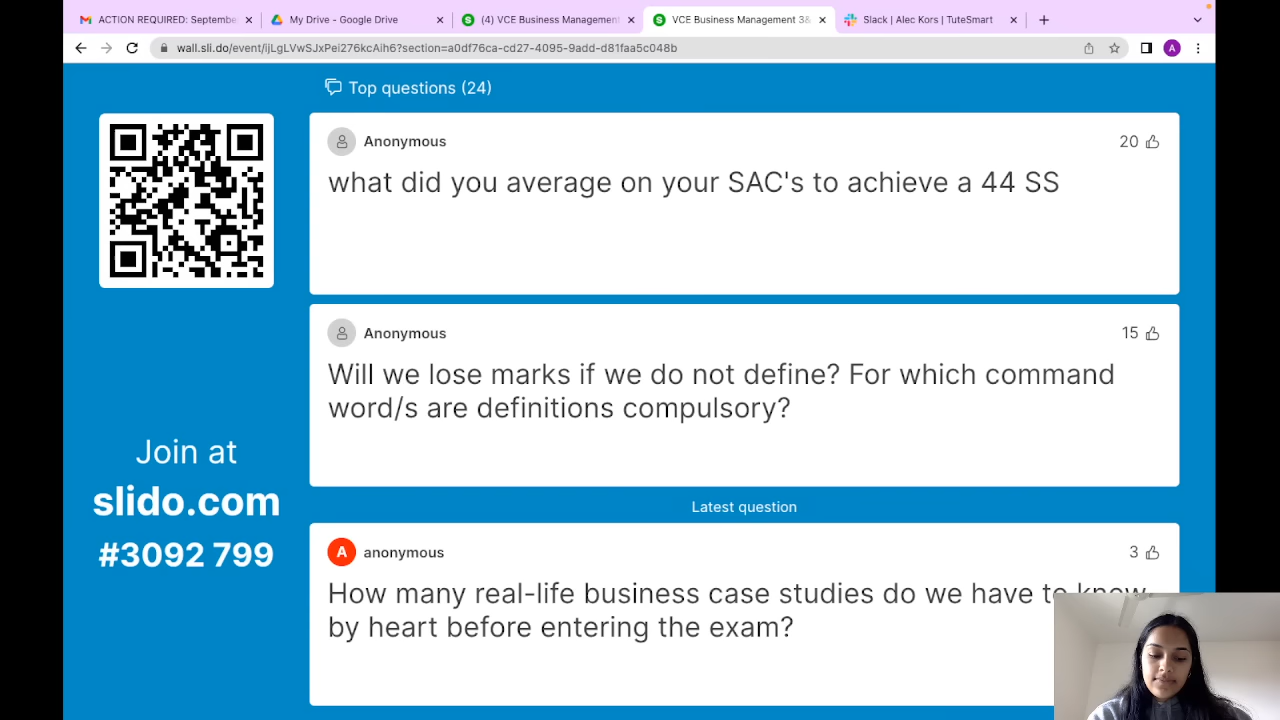 ACTION REQUIRED: Septembe
My Drive - Google Drive
(4) VCE Business Management
VCE Business Management 3&
Slack | Alec Kors | TuteSmart
wall.sli.do/event/ijLgLVwSJxPei276kcAih6?section=a0df76ca-cd27-4095-9add-d81faa5c048b
A
Top questions (24)
Anonymous
20
what did you average on your SAC's to achieve a 44 SS
Anonymous
15
Will we lose marks if we do not define? For which command
word/s are definitions compulsory?
Join at
slido.com
#3092 799
Latest question
A anonymous
3
How many real-life business case studies do we have to know
by heart before entering the exam?